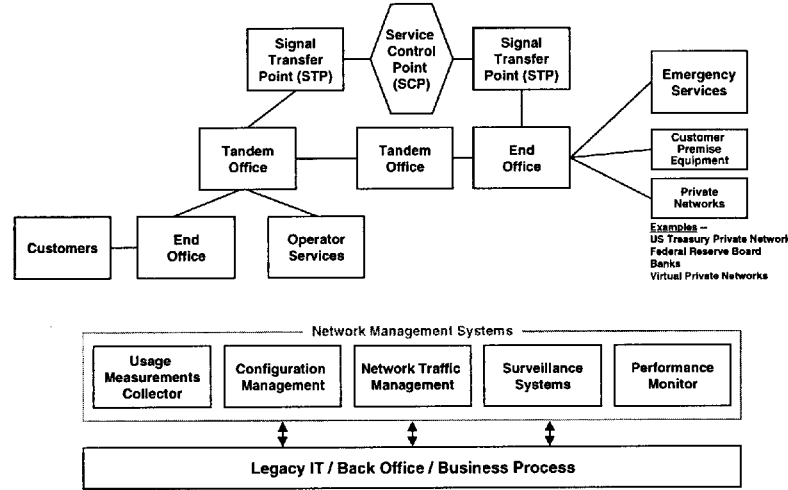 Signal
Transfer
Point (STP)
Service
Control
Point
(SCP)
Signal
Transfer
Point (STP)
Emergency
Services
Tandem
Office
Tandem
Office
End
Office
Customer
Premise
Equipment
Private
Networks
Customers
End
Office
Operator
Services
Examples –
US Treasury Private Network
Federal Reserve Board
Banks
Virtual Private Networks
Network Management Systems
Usage
Measurements
Collector
Configuration
Management
Network Traffic
Management
Surveillance
Systems
Performance
Monitor
Legacy IT / Back Office / Business Process